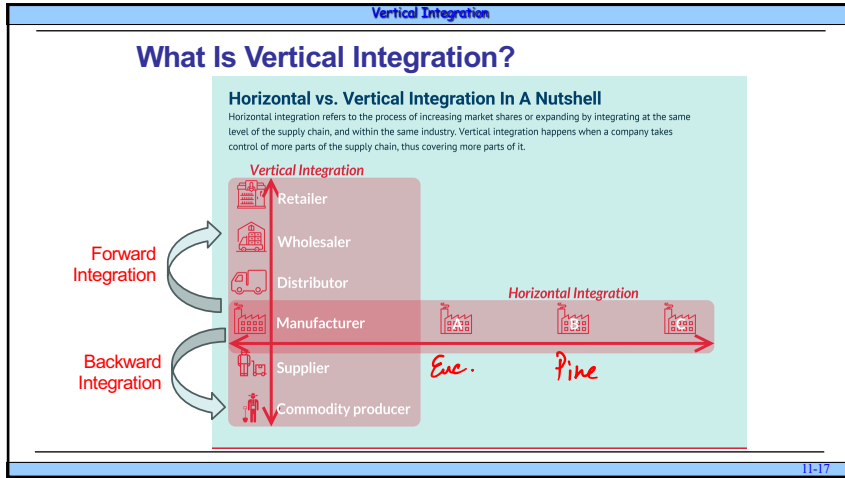 Vertical Integration
What Is Vertical Integration?
Horizontal vs. Vertical Integration In A Nutshell
Horizontal integration refers to the process of increasing market shares or expanding by integrating at the same
level of the supply chain, and within the same industry. Vertical integration happens when a company takes
control of more parts of the supply chain, thus covering more parts of it.
Vertical Integration
Retailer
Wholesaler
Distributor
Forward
Integration
Horizontal Integration
Manufacturer
A
B
Backward
Integration
Supplier
Commodity producer
Euc.
Pine
11-17